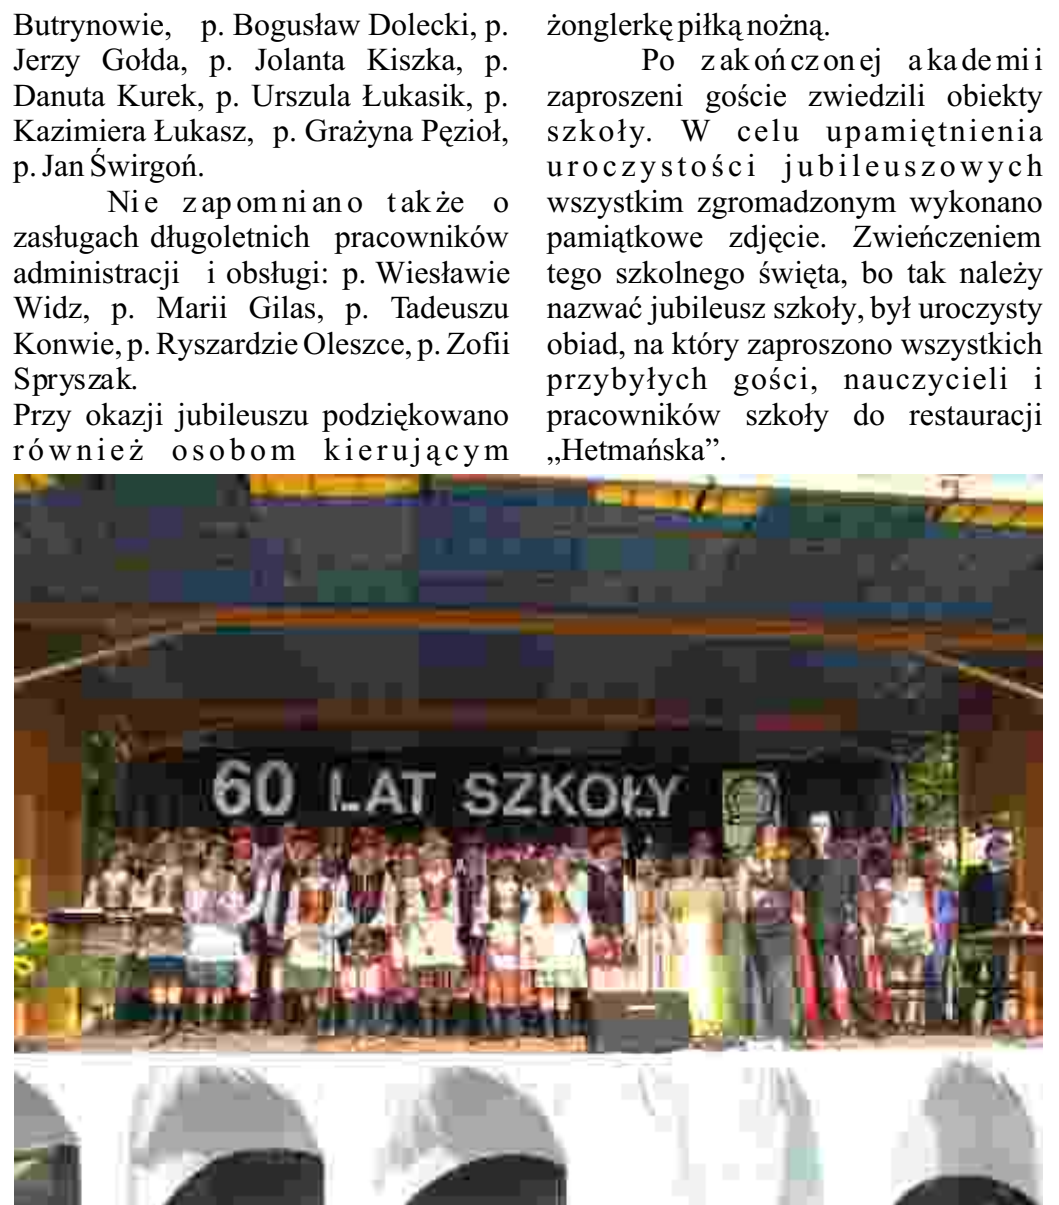 Butrynowie, p. Bogusław Dolecki, p.
Jerzy Gołda, p. Jolanta Kiszka, p.
Danuta Kurek, p. Urszula Łukasik, p.
Kazimiera Łukasz, p. Grażyna Pęzioł,
p. Jan Świrgoń.
Nie zapomniano także o
zasługach długoletnich pracowników
administracji i obsługi: p. Wiesławie
Widz, p. Marii Gilas, p. Tadeuszu
Konwie, p. Ryszardzie Oleszce, p. Zofii
Spryszak.
Przy okazji jubileuszu podziękowano
również osobom kierującym
żonglerkę piłką nożną.
Po zakończonej akademii
zaproszeni goście zwiedzili obiekty
szkoły. W celu upamiętnienia
uroczystości jubileuszowych
wszystkim zgromadzonym wykonano
pamiątkowe zdjęcie. Zwieńczeniem
tego szkolnego święta, bo tak należy
nazwać jubileusz szkoły, był uroczysty
obiad, na który zaproszono wszystkich
przybyłych gości, nauczycieli i
pracowników szkoły do restauracji
„Hetmańska”.
60 LAT SZKOŁY